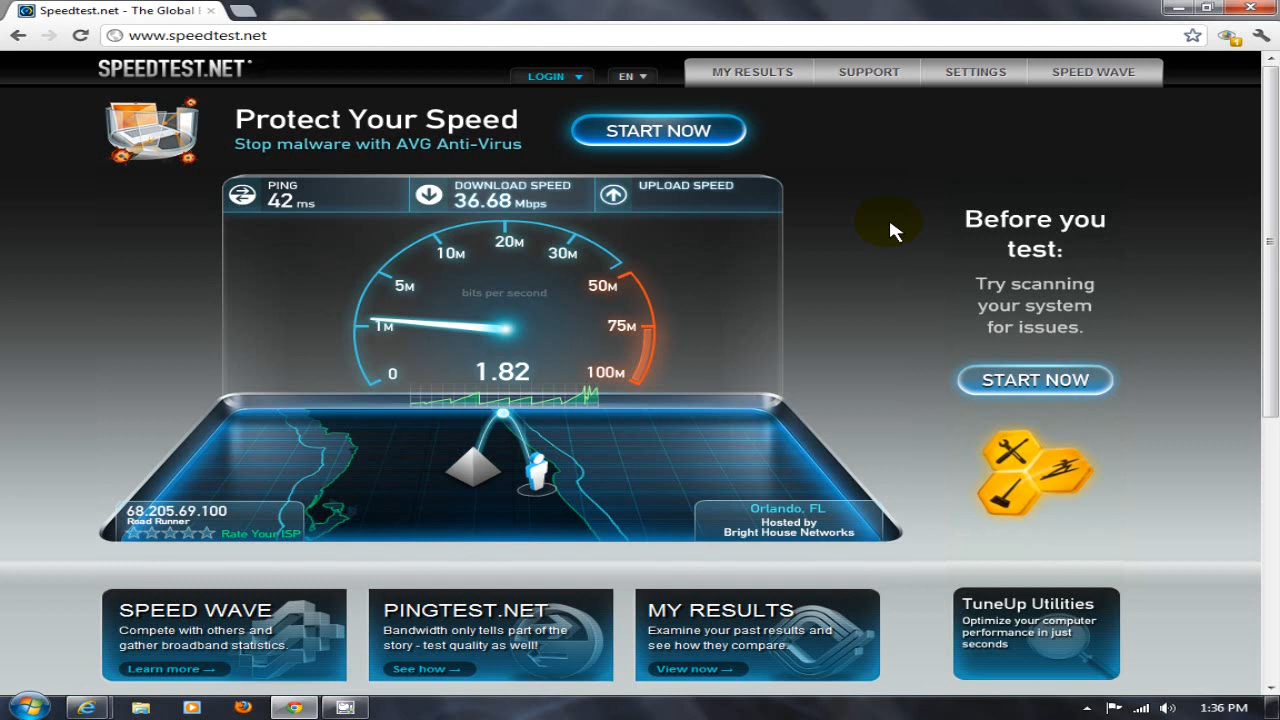 Speedtest.net - The Global
www.speedtest.net
SPEEDTEST.NET
LOGIN
EN
MY RESULTS
SUPPORT
SETTINGS
SPEED WAVE
Protect Your Speed
Stop malware with AVG Anti-Virus
START NOW
PING
42 ms
DOWNLOAD SPEED
36.68 Mbps
UPLOAD SPEED
Before you
test:
Try scanning
your system
for issues.
START NOW
20M
10M
30M
5M
50M
bits per second
1M
75M
0
1.82
100M
68.205.69.100
Road Runner
Rate Your ISP
Orlando, FL
Hosted by
Bright House Networks
SPEED WAVE
Compete with others and
gather broadband statistics.
Learn more →
PINGTEST.NET
Bandwidth only tells part of the
story - test quality as well!
See how →
MY RESULTS
Examine your past results and
see how they compare.
View now →
TuneUp Utilities
Optimize your computer
performance in just
seconds
1:36 PM